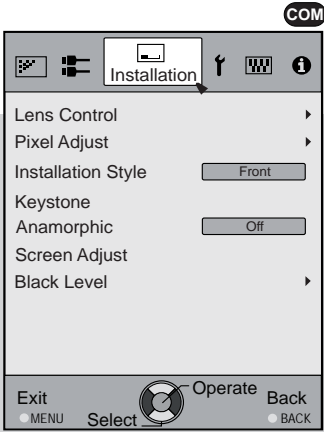 COM
Installation
Lens Control
Pixel Adjust
Installation Style Front
Keystone
Anamorphic Off
Screen Adjust
Black Level
Exit Operate Back
MENU Select BACK